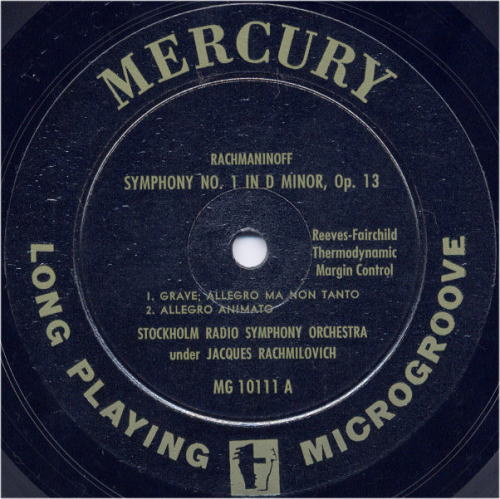 MERCURY
RACHMANINOFF
SYMPHONY NO. 1 IN D MINOR, Op. 13
Reeves-Fairchild
Thermodynamic
Margin Control
1. GRAVE; ALLEGRO MA NON TANTO
2. ALLEGRO ANIMATO
STOCKHOLM RADIO SYMPHONY ORCHESTRA
under JACQUES RACHMILOVICH
MG 10111 A
LONG PLAYING MICROGROOVE